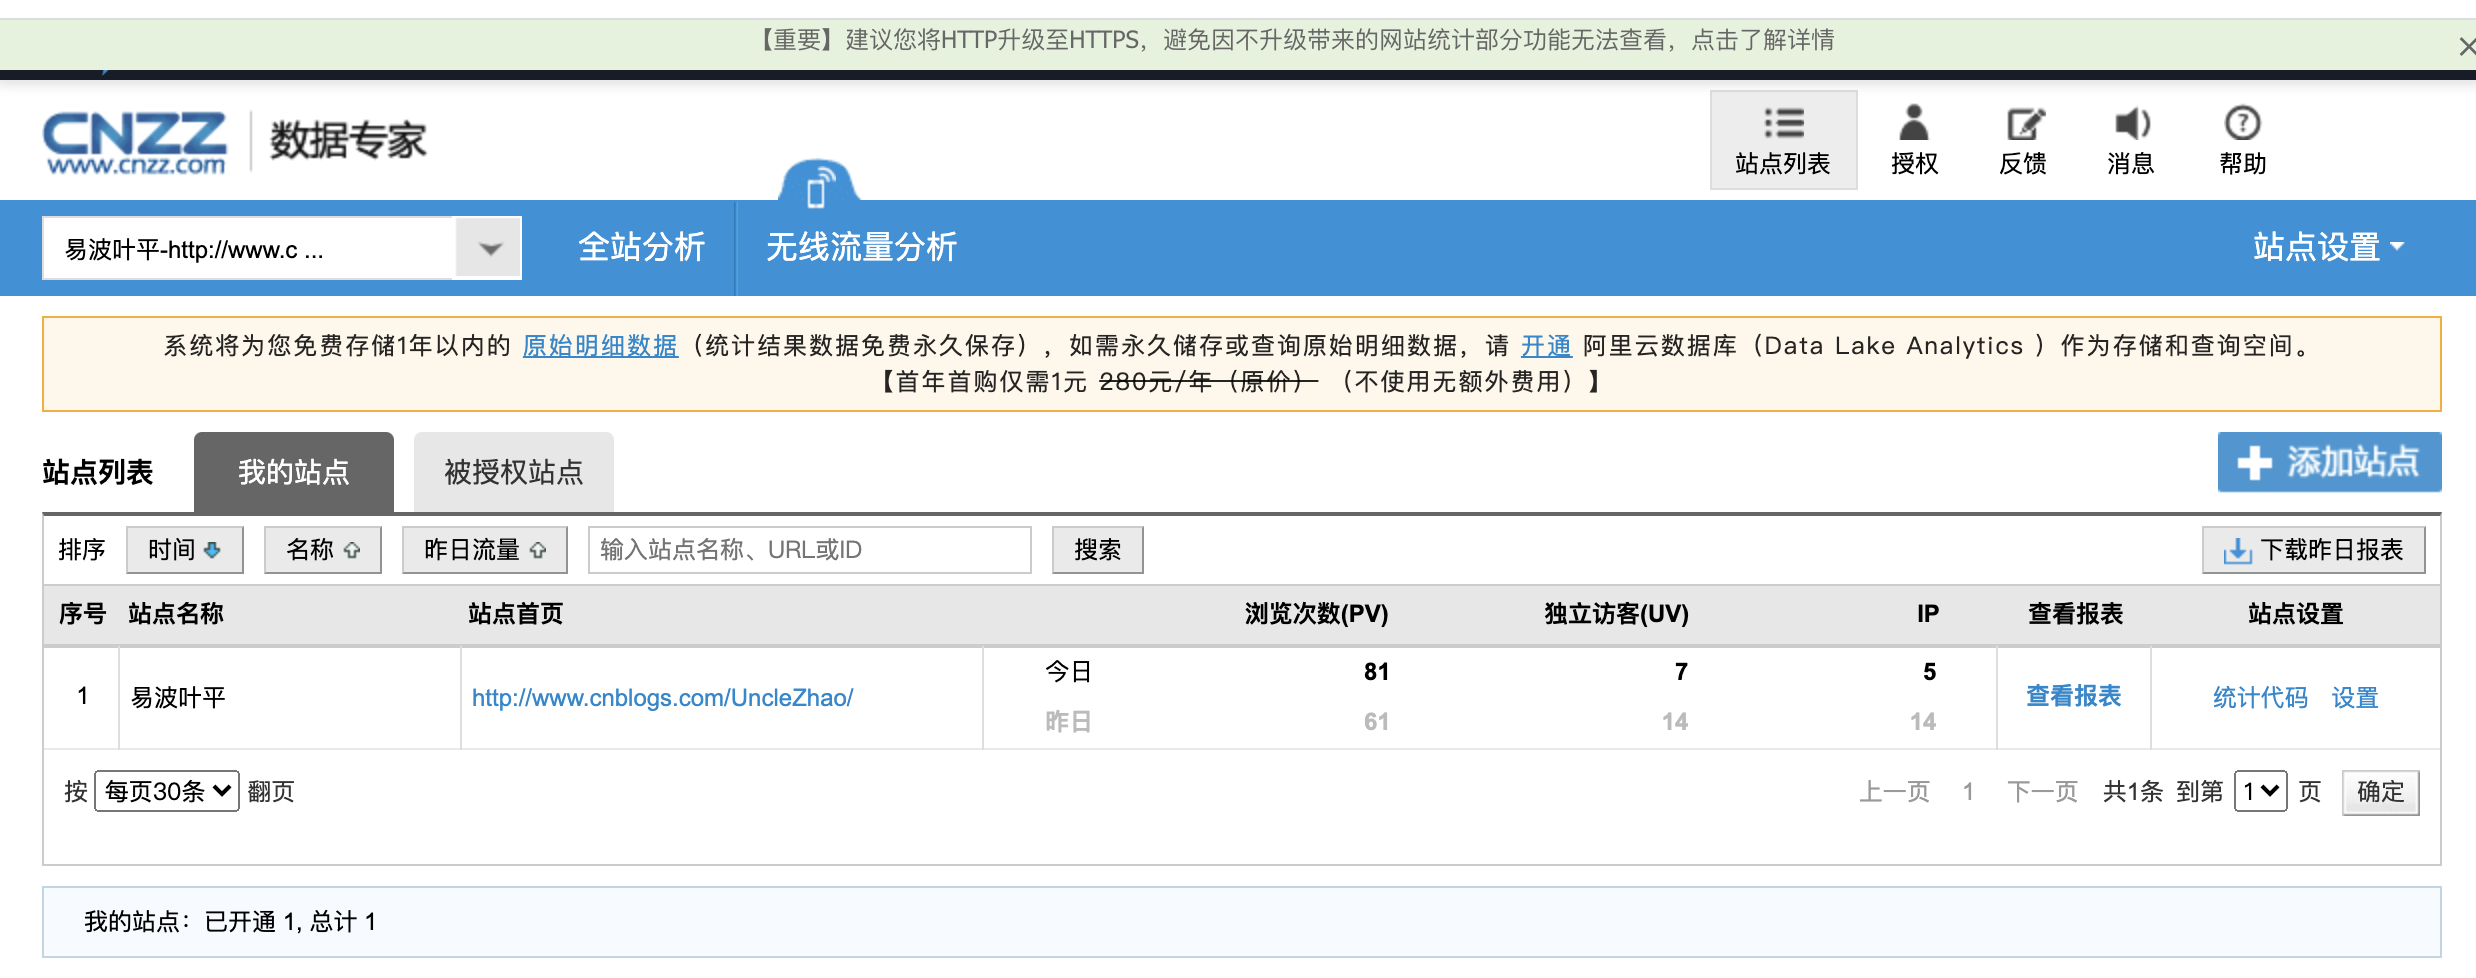 【重要】建议您将HTTP升级至HTTPS，避免因不升级带来的网站统计部分功能无法查看，点击了解详情
CNZZ
www.cnzz.com
数据专家
站点列表 授权 反馈 消息 帮助
易波叶平-http://www.c ... 全站分析 无线流量分析 站点设置
系统将为您免费存储1年以内的 原始明细数据（统计结果数据免费永久保存），如需永久储存或查询原始明细数据，请 开通 阿里云数据库（Data Lake Analytics ）作为存储和查询空间。
【首年首购仅需1元 280元/年（原价） （不使用无额外费用）】
站点列表 我的站点 被授权站点 添加站点
排序 时间 名称 昨日流量 输入站点名称、URL或ID 搜索 下载昨日报表
序号 站点名称 站点首页 浏览次数(PV) 独立访客(UV) IP 查看报表 站点设置
今日 81 7 5
1 易波叶平 http://www.cnblogs.com/UncleZhao/ 查看报表 统计代码 设置
昨日 61 14 14
按 每页30条 翻页 上一页 1 下一页 共1条 到第 1 页 确定
我的站点：已开通 1, 总计 1